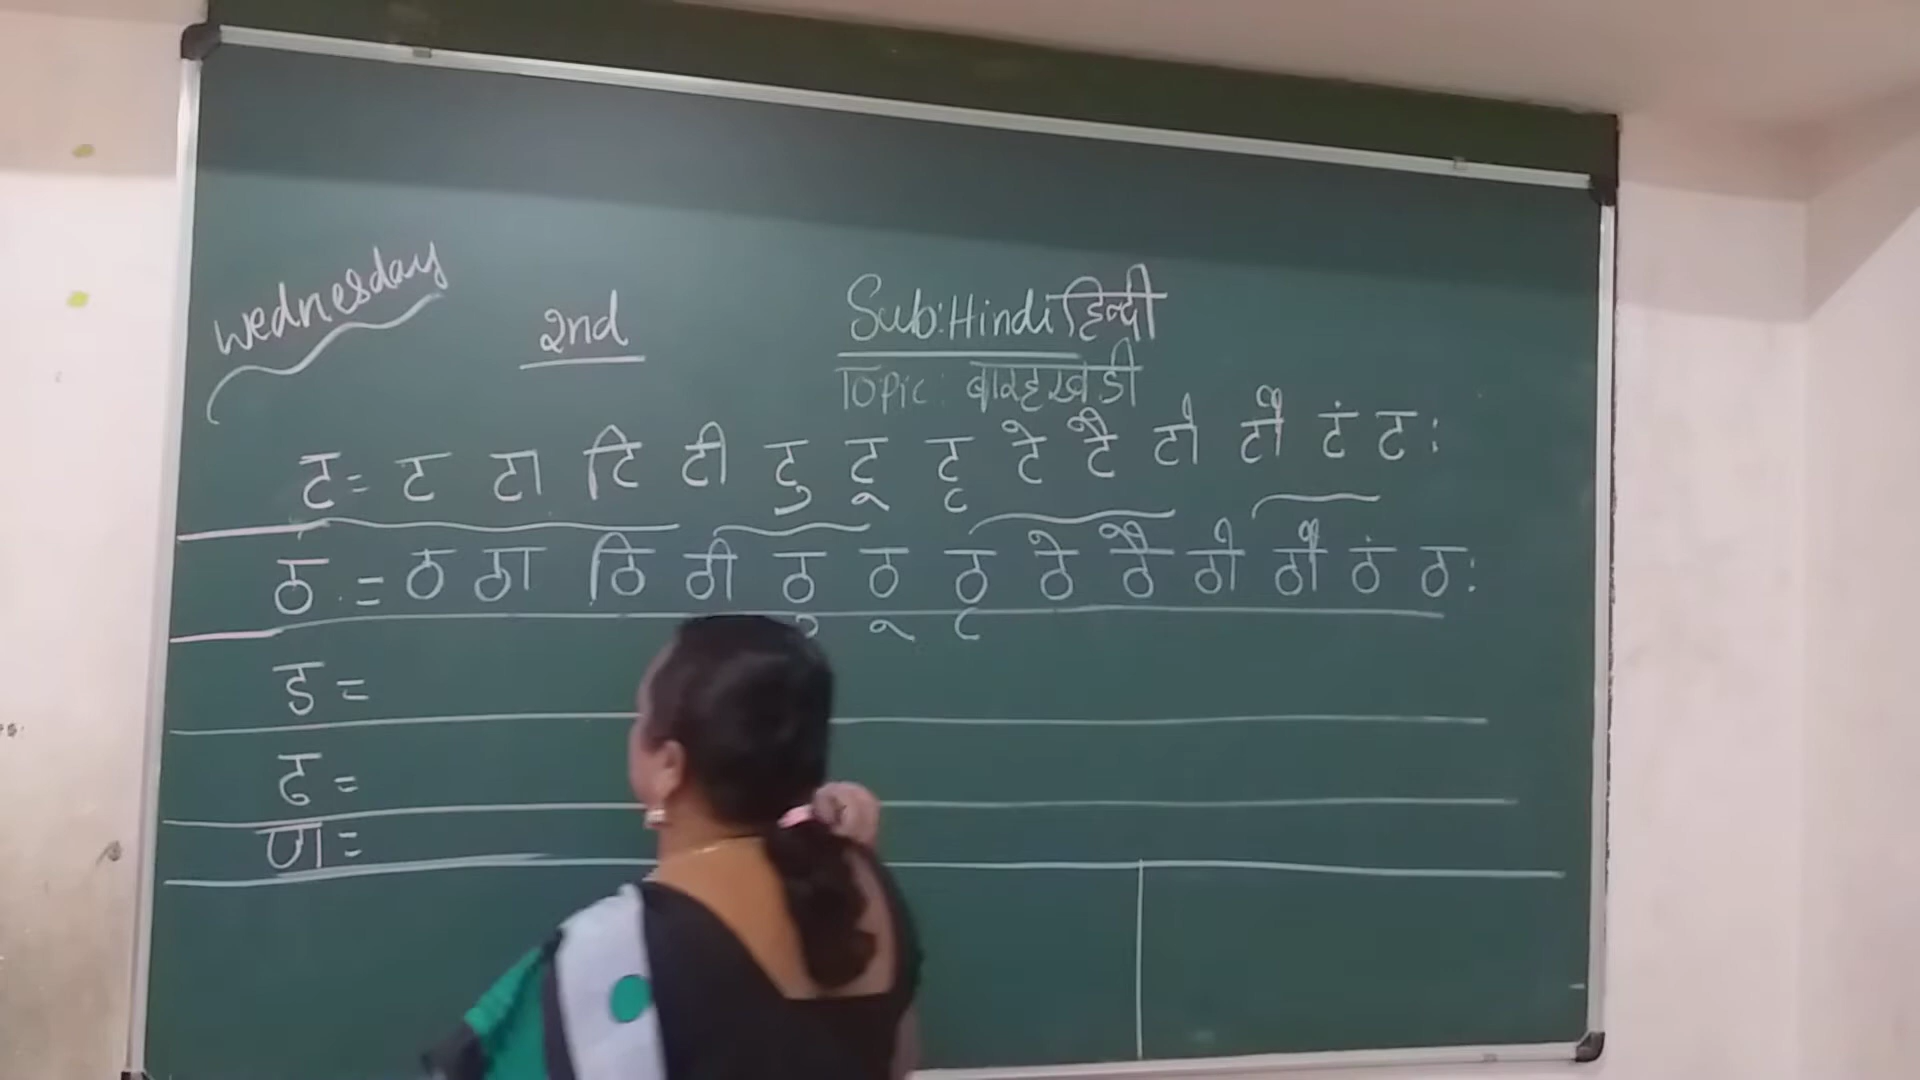 Wednesday 2nd Sub: Hindi हिन्दी
Topic: बारहखडी
ट= ट टा टि टी टु टू टृ टे टै टो टौ टं टः
ठ = ठ ठा ठि ठी ठु ठू ठृ ठे ठै ठो ठौ ठं ठः
ड =
ढ =
ण =